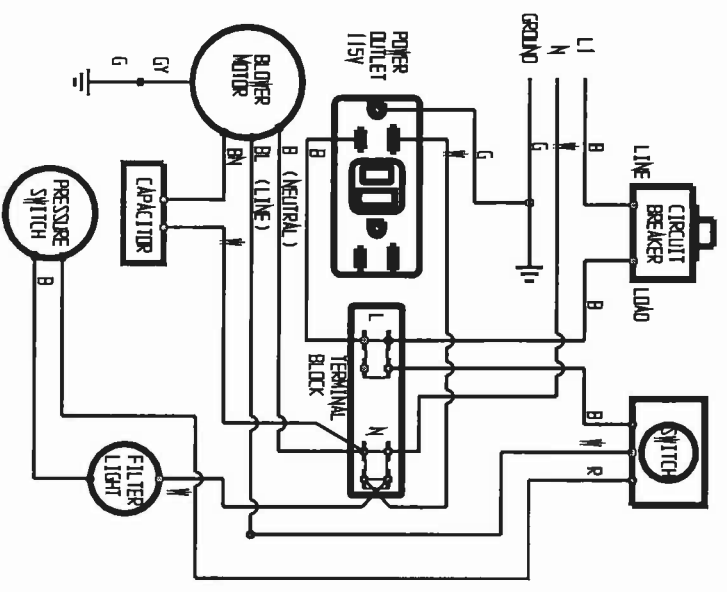 LINE
CIRCUIT
BREAKER
LOAD
SWITCH
L1
B
B
B
R
N
GROUND
G
G
POWER
OUTLET
115V
B
L
N
TERMINAL
BLOCK
B (NEUTRAL)
BL (LINE)
BN
BLOWER
MOTOR
GY
G
CAPACITOR
FILTER
LIGHT
PRESSURE
SWITCH
B